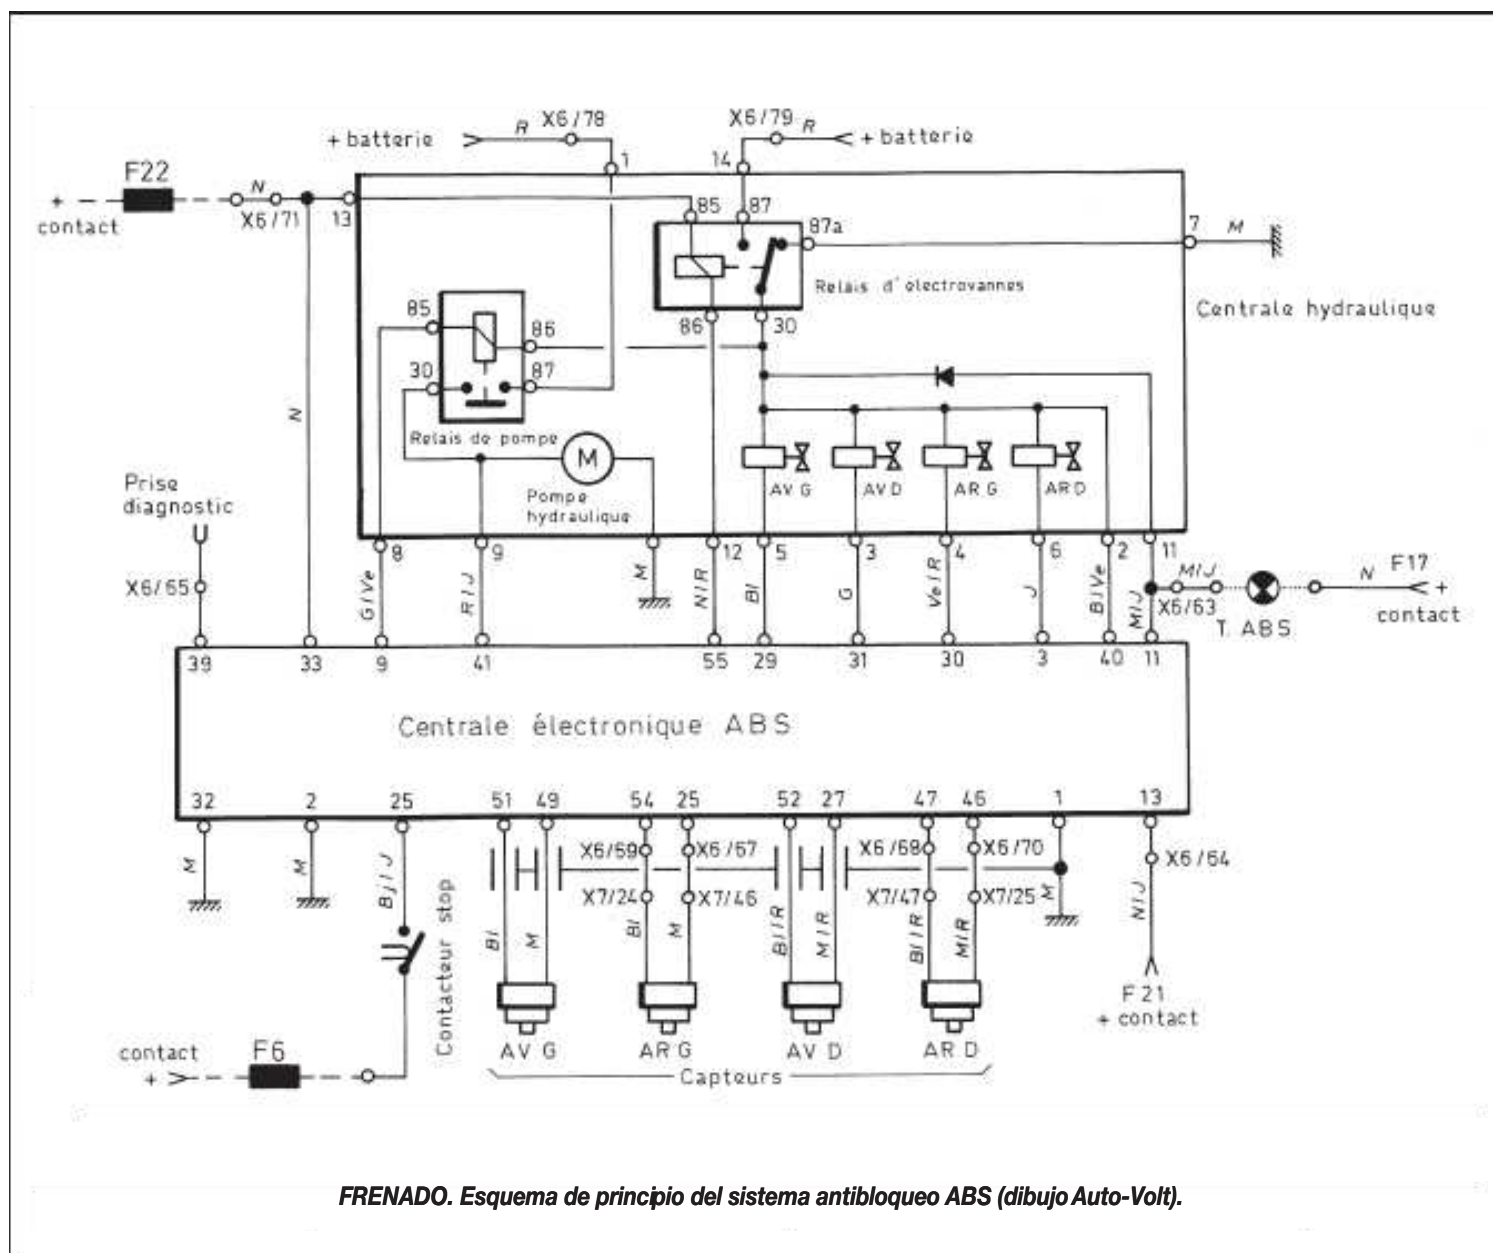 + batterie
R
X6/78
X6/79
R
+ batterie
1
14
F22
+
contact
N
X6/71
13
85
87
87a
7
M
Relais d'électrovannes
Centrale hydraulique
86
30
85
86
30
87
N
Relais de pompe
M
Pompe
hydraulique
AV G
AV D
AR G
AR D
Prise
diagnostic
X6/65
8
9
12
5
3
4
6
2
11
G/Ve
R/J
M
N/R
Bl
G
Ve/R
J
B/Ve
M/J
M/J
X6/63
T. ABS
N
F17
+
contact
39
33
9
41
55
29
31
30
3
40
11
Centrale électronique ABS
32
2
25
51
49
54
25
52
27
47
46
1
13
M
M
Bj/J
Contacteur stop
X6/69
X6/67
X6/68
X6/70
X6/64
X7/24
X7/46
X7/47
X7/25
Bl
M
Bl
M
Bl/R
M/R
Bl/R
M/R
M
N/J
F21
+ contact
contact
+
F6
AV G
AR G
AV D
AR D
Capteurs
FRENADO. Esquema de principio del sistema antibloqueo ABS (dibujo Auto-Volt).